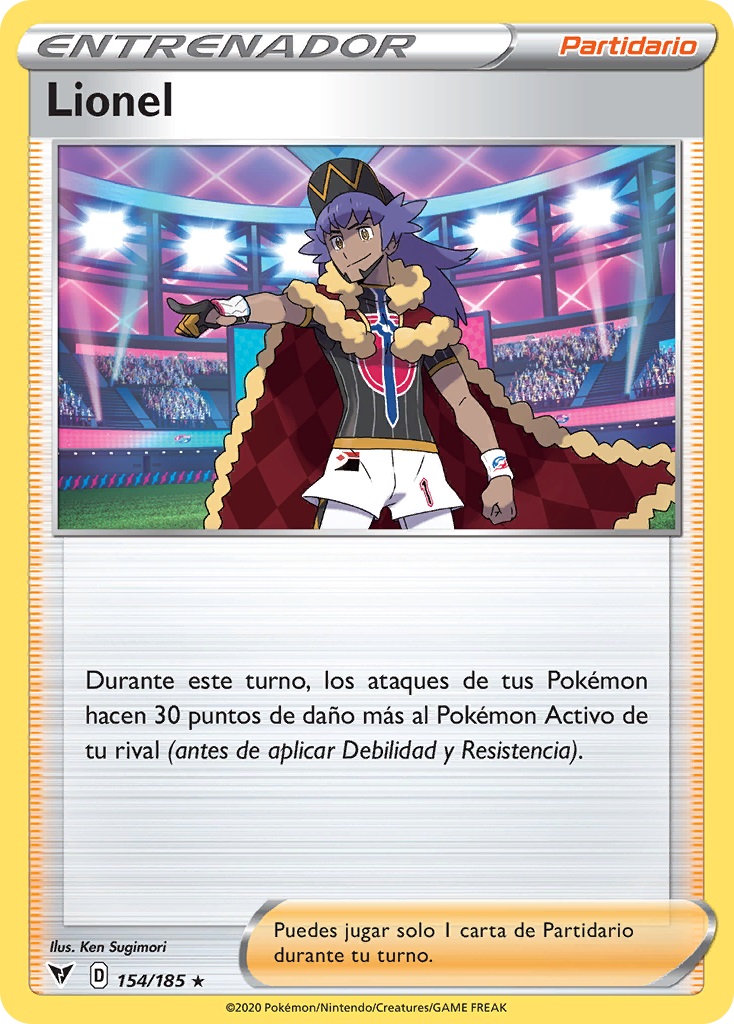 ENTRENADOR
Partidario
Lionel
Durante este turno, los ataques de tus Pokémon
hacen 30 puntos de daño más al Pokémon Activo de
tu rival (antes de aplicar Debilidad y Resistencia).
Puedes jugar solo 1 carta de Partidario
durante tu turno.
Ilus. Ken Sugimori
D 154/185 ★
©2020 Pokémon/Nintendo/Creatures/GAME FREAK